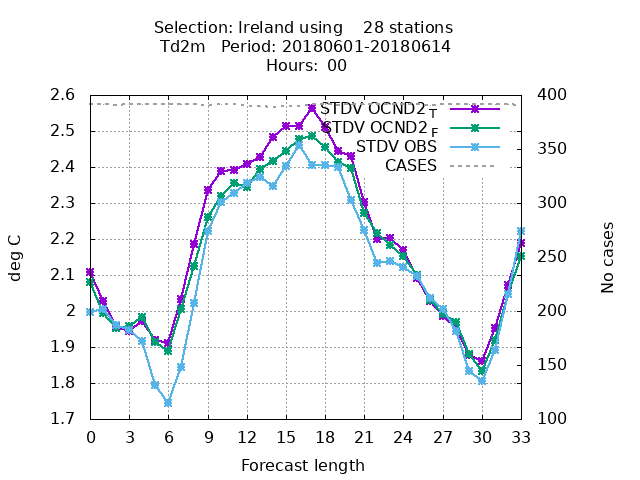 Selection: Ireland using    28 stations
Td2m   Period: 20180601-20180614
Hours:  00
2.6
2.5
2.4
2.3
2.2
2.1
2
1.9
1.8
1.7
400
350
300
250
200
150
100
deg C
No cases
STDV OCND2 T
STDV OCND2 F
STDV OBS
CASES
0 3 6 9 12 15 18 21 24 27 30 33
Forecast length